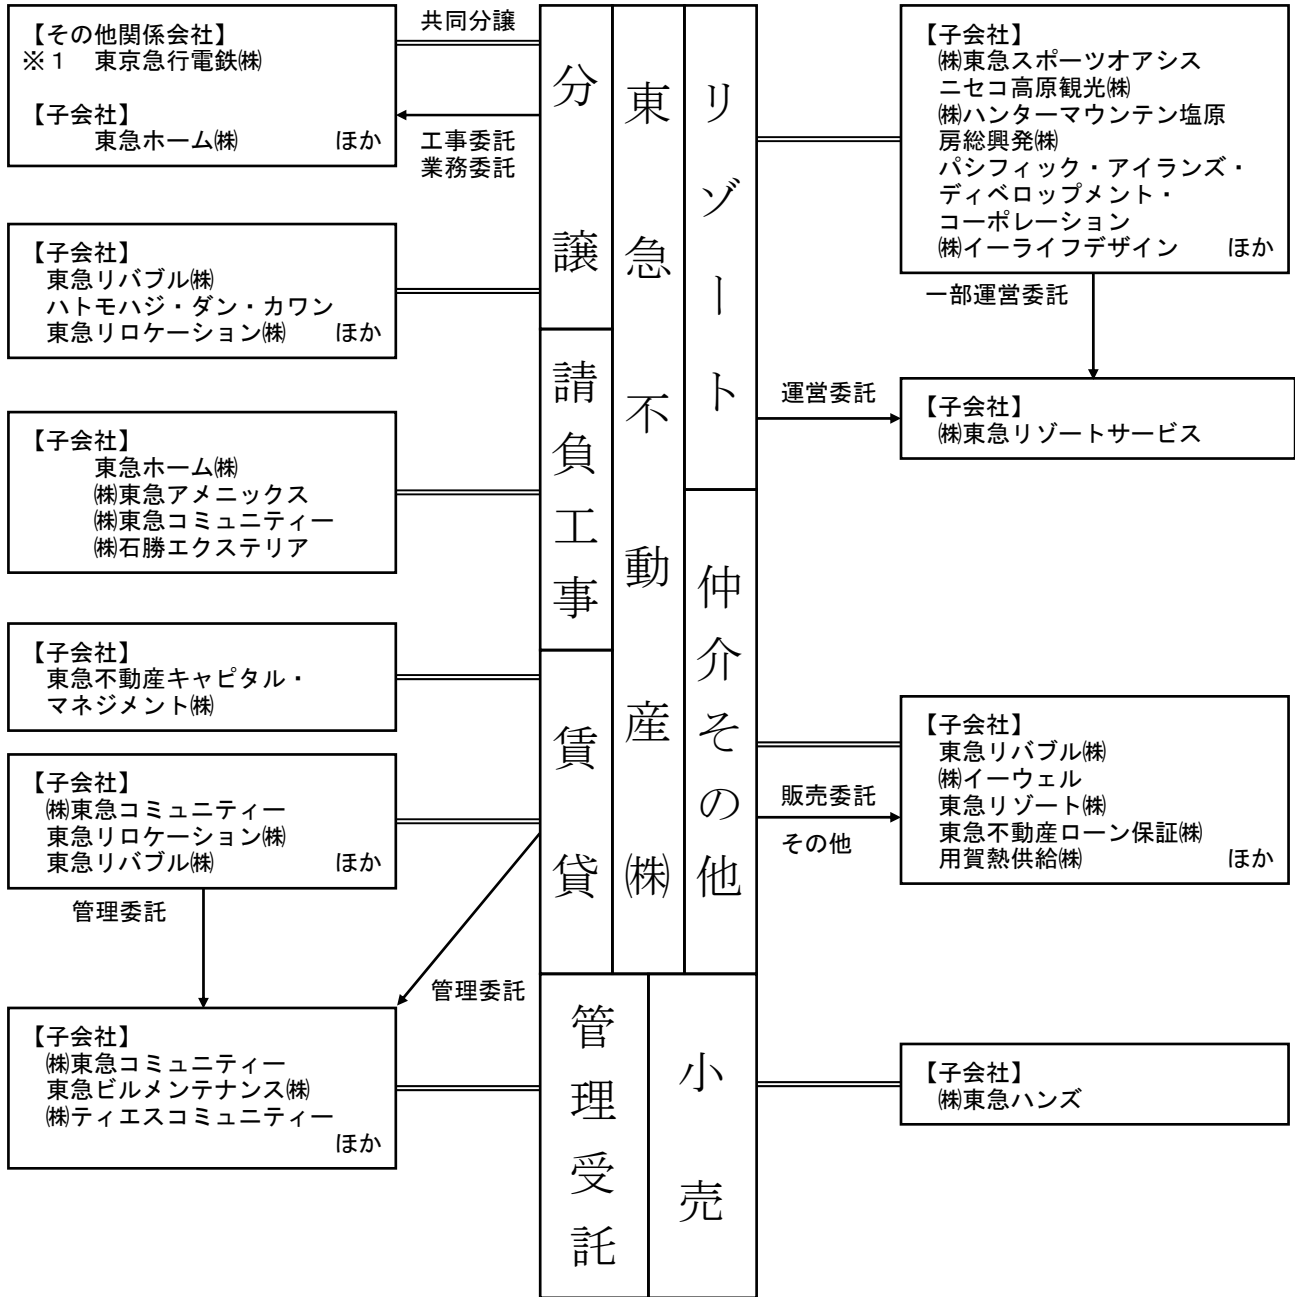 【その他関係会社】
※１　東京急行電鉄㈱
【子会社】
東急ホーム㈱　ほか
共同分譲
工事委託
業務委託
【子会社】
東急リバブル㈱
ハトモハジ・ダン・カワン
東急リロケーション㈱　ほか
【子会社】
東急ホーム㈱
㈱東急アメニックス
㈱東急コミュニティー
㈱石勝エクステリア
【子会社】
東急不動産キャピタル・
マネジメント㈱
【子会社】
㈱東急コミュニティー
東急リロケーション㈱
東急リバブル㈱　ほか
管理委託
管理委託
【子会社】
㈱東急コミュニティー
東急ビルメンテナンス㈱
㈱ティエスコミュニティー
ほか
分譲
請負工事
賃貸
東急不動産㈱
リゾート
仲介その他
管理受託
小売
【子会社】
㈱東急スポーツオアシス
ニセコ高原観光㈱
㈱ハンターマウンテン塩原
房総興発㈱
パシフィック・アイランズ・
ディベロップメント・
コーポレーション
㈱イーライフデザイン　ほか
一部運営委託
運営委託
【子会社】
㈱東急リゾートサービス
販売委託
その他
【子会社】
東急リバブル㈱
㈱イーウェル
東急リゾート㈱
東急不動産ローン保証㈱
用賀熱供給㈱　ほか
【子会社】
㈱東急ハンズ